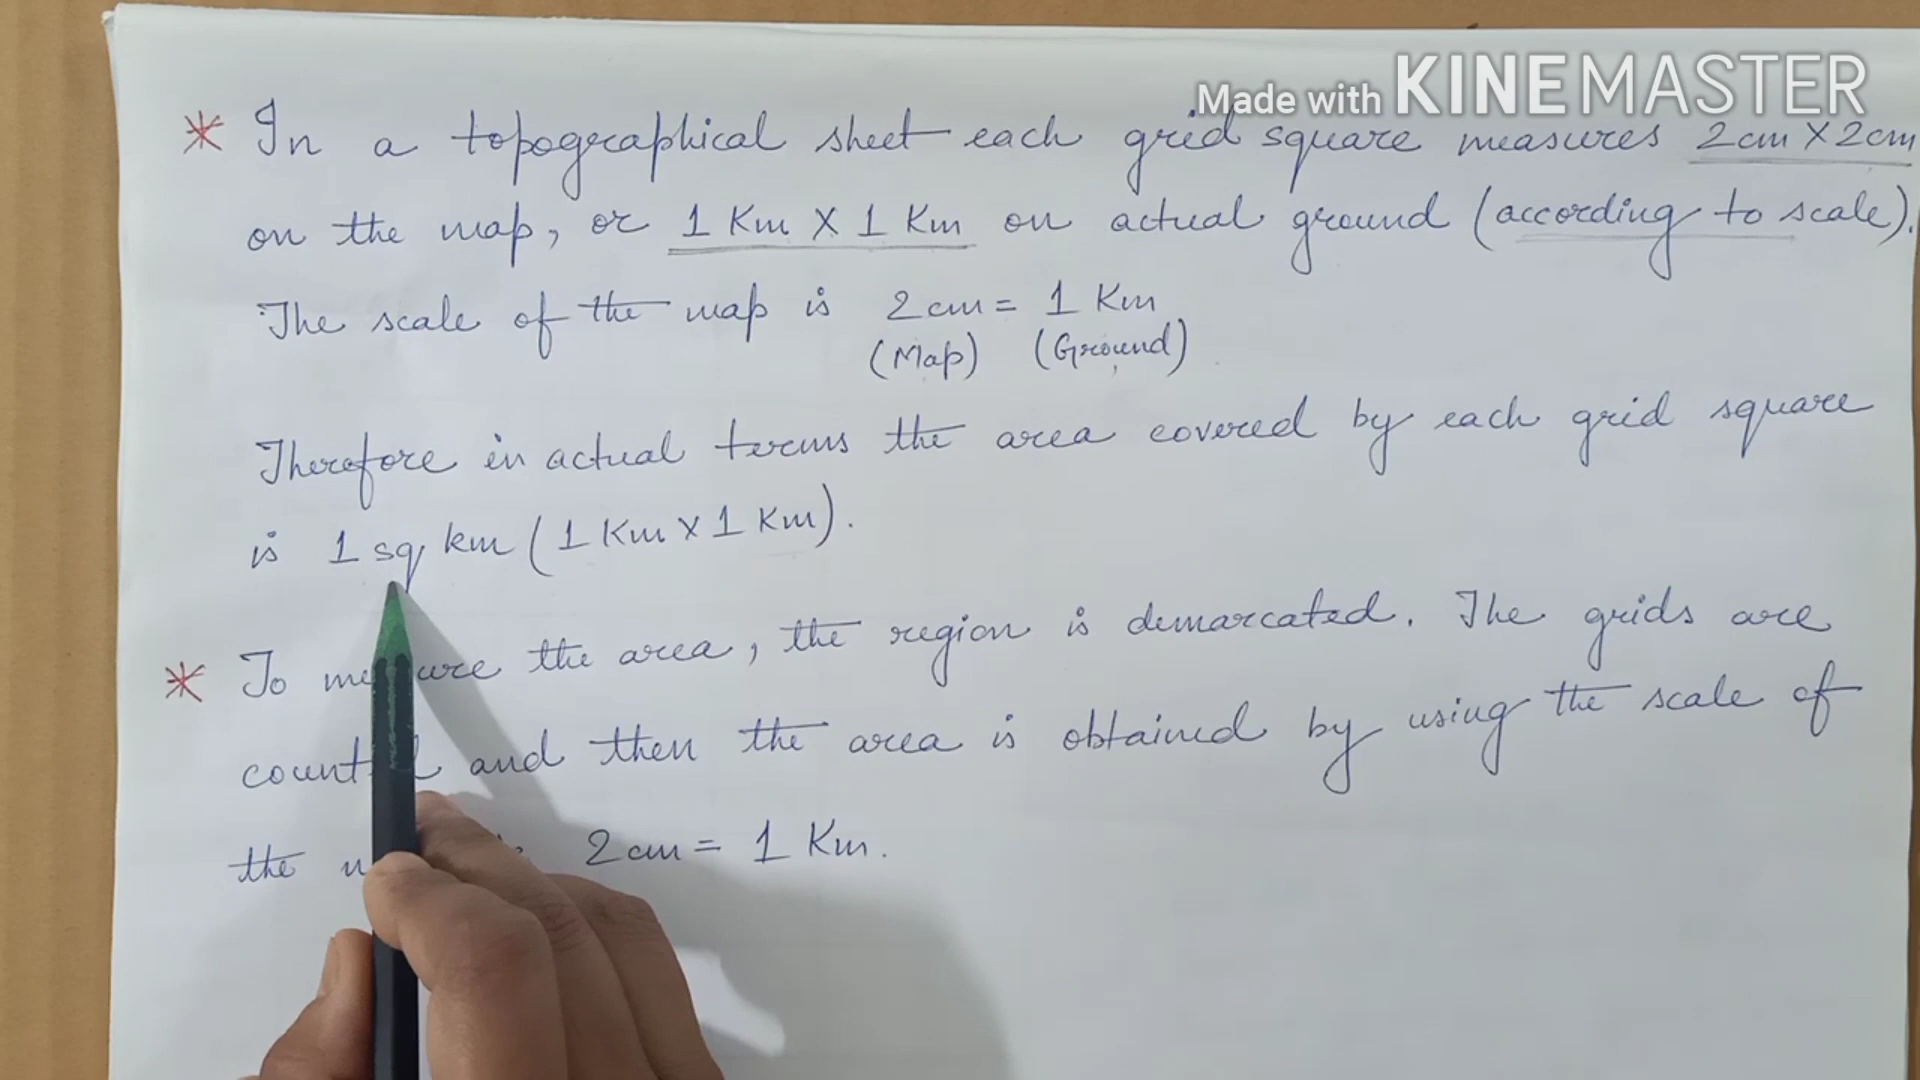 Made with KINEMASTER
* In a topographical sheet each grid square measures 2cm X 2cm
on the map, or 1 Km X 1 Km on actual ground (according to scale).
The scale of the map is 2cm = 1 Km
(Map) (Ground)
Therefore in actual terms the area covered by each grid square
is 1 sq km (1 Km X 1 Km).
* To the area, the region is demarcated. The grids are
and then the area is obtained by using the scale of
the 2cm = 1 Km.